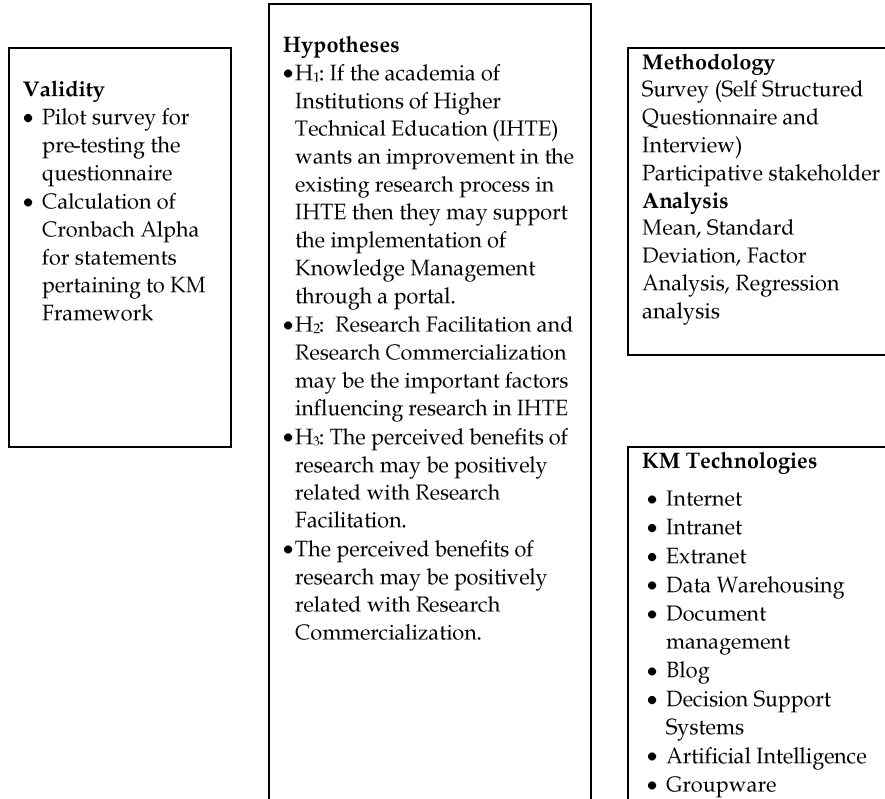 Validity
• Pilot survey for
pre-testing the
questionnaire
• Calculation of
Cronbach Alpha
for statements
pertaining to KM
Framework
Hypotheses
•H1: If the academia of
Institutions of Higher
Technical Education (IHTE)
wants an improvement in the
existing research process in
IHTE then they may support
the implementation of
Knowledge Management
through a portal.
•H2: Research Facilitation and
Research Commercialization
may be the important factors
influencing research in IHTE
•H3: The perceived benefits of
research may be positively
related with Research
Facilitation.
•The perceived benefits of
research may be positively
related with Research
Commercialization.
Methodology
Survey (Self Structured
Questionnaire and
Interview)
Participative stakeholder
Analysis
Mean, Standard
Deviation, Factor
Analysis, Regression
analysis
KM Technologies
• Internet
• Intranet
• Extranet
• Data Warehousing
• Document
management
• Blog
• Decision Support
Systems
• Artificial Intelligence
• Groupware